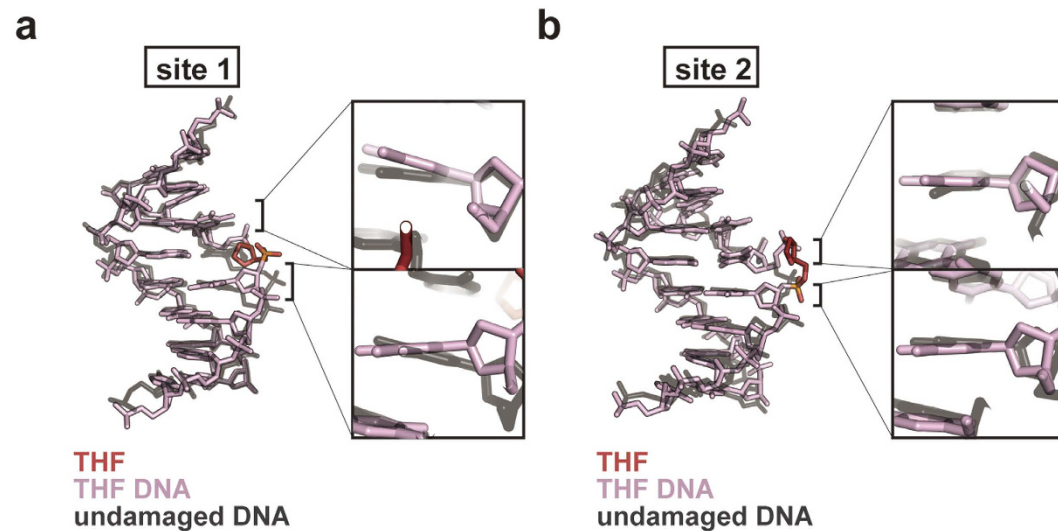 a
site 1
THF
THF DNA
undamaged DNA
b
site 2
THF
THF DNA
undamaged DNA